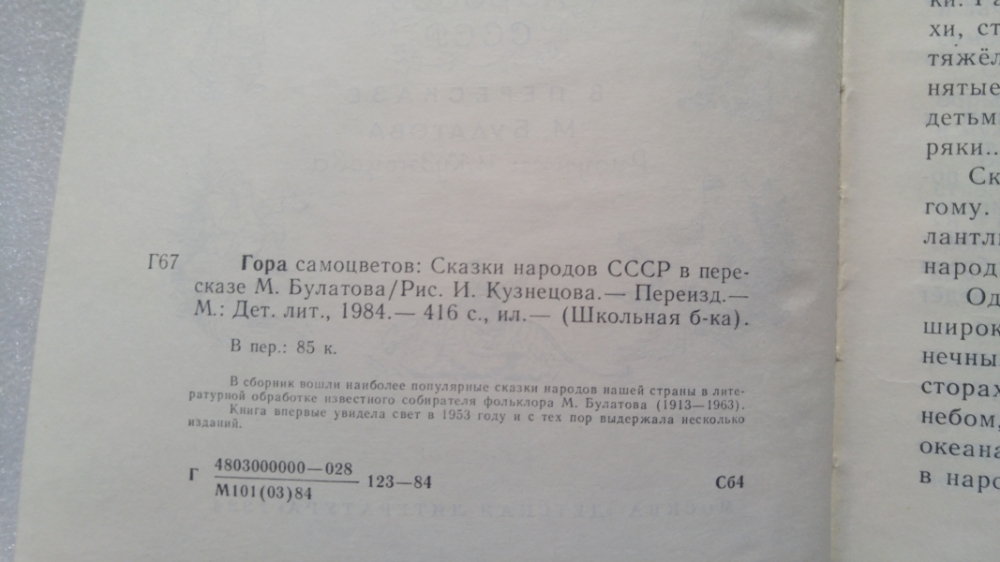 Г67 Гора самоцветов: Сказки народов СССР в пере-
сказе М. Булатова/Рис. И. Кузнецова.— Переизд.—
М.: Дет. лит., 1984.— 416 с., ил.— (Школьная б-ка).
В пер.: 85 к.
В сборник вошли наиболее популярные сказки народов нашей страны в лите-
ратурной обработке известного собирателя фольклора М. Булатова (1913—1963).
Книга впервые увидела свет в 1953 году и с тех пор выдержала несколько
изданий.
Г 4803000000—028
М101(03)84
123—84
Сб4
хи, ст
тяжёл
нятые
детьм
ряки..
Ск
гому.
лантл
народ
Од
широк
нечны
сторах
небом,
океана
в наро